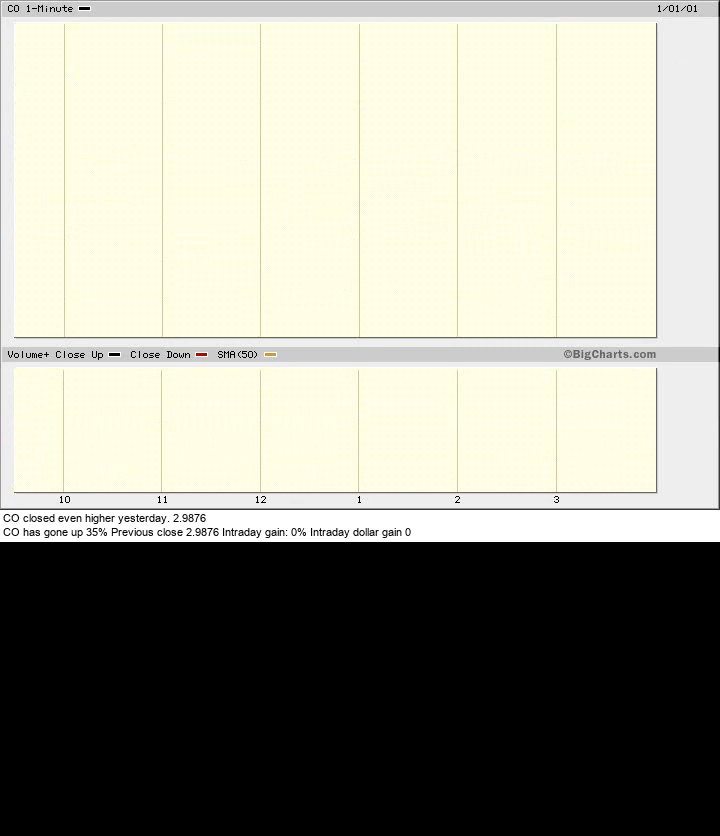 CO 1-Minute 1/01/01
Volume+ Close Up Close Down SMA(50) ©BigCharts.com
10 11 12 1 2 3
CO closed even higher yesterday. 2.9876
CO has gone up 35% Previous close 2.9876 Intraday gain: 0% Intraday dollar gain 0